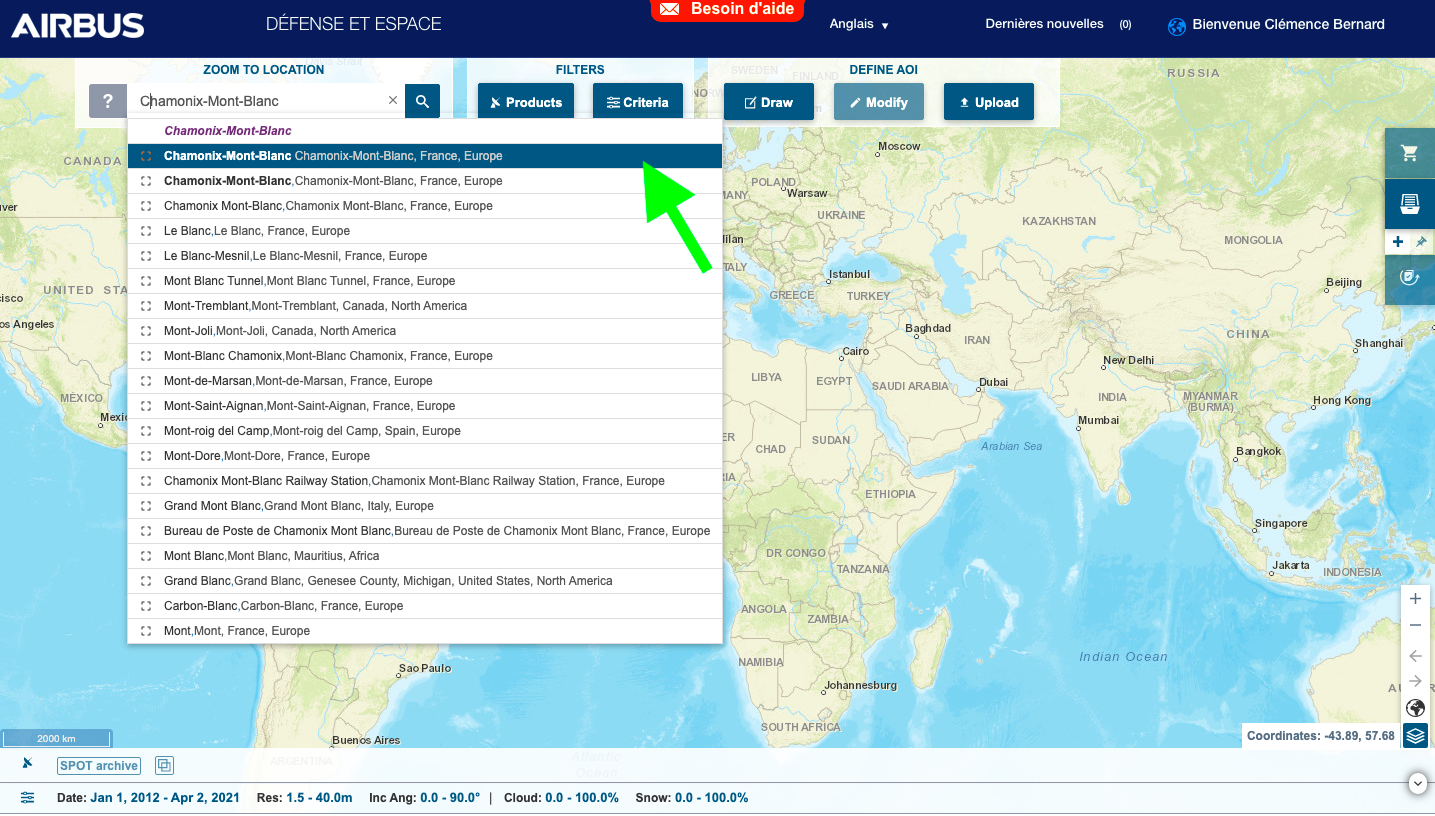 AIRBUS
DÉFENSE ET ESPACE
Besoin d'aide
Anglais
Dernières nouvelles (0)
Bienvenue Clémence Bernard
ZOOM TO LOCATION
FILTERS
DEFINE AOI
?
Chamonix-Mont-Blanc
×
Products
Criteria
Draw
Modify
Upload
Chamonix-Mont-Blanc
Chamonix-Mont-Blanc Chamonix-Mont-Blanc, France, Europe
Chamonix-Mont-Blanc,Chamonix-Mont-Blanc, France, Europe
Chamonix Mont-Blanc,Chamonix Mont-Blanc, France, Europe
Le Blanc,Le Blanc, France, Europe
Le Blanc-Mesnil,Le Blanc-Mesnil, France, Europe
Mont Blanc Tunnel,Mont Blanc Tunnel, France, Europe
Mont-Tremblant,Mont-Tremblant, Canada, North America
Mont-Joli,Mont-Joli, Canada, North America
Mont-Blanc Chamonix,Mont-Blanc Chamonix, France, Europe
Mont-de-Marsan,Mont-de-Marsan, France, Europe
Mont-Saint-Aignan,Mont-Saint-Aignan, France, Europe
Mont-roig del Camp,Mont-roig del Camp, Spain, Europe
Mont-Dore,Mont-Dore, France, Europe
Chamonix Mont-Blanc Railway Station,Chamonix Mont-Blanc Railway Station, France, Europe
Grand Mont Blanc,Grand Mont Blanc, Italy, Europe
Bureau de Poste de Chamonix Mont Blanc,Bureau de Poste de Chamonix Mont Blanc, France, Europe
Mont Blanc,Mont Blanc, Mauritius, Africa
Grand Blanc,Grand Blanc, Genesee County, Michigan, United States, North America
Carbon-Blanc,Carbon-Blanc, France, Europe
Mont,Mont, France, Europe
SWEDEN
FINLAND
NORW
RUSSIA
CANADA
Moscow
POLAND
Warsaw
MANY
ver
UKRAINE
KAZAKHSTAN
MONGOLIA
ilan
TALY
Istanbul
GREECE
TURKEY
UNITED STA
cisco
os Angeles
Beijing
Baghdad
IRAN
CHINA
Shanghai
Cairo
New Delhi
LIBYA
EGYPT
SAUDI ARABIA
Dubai
MÉXICO
Mexic
INDIA
Mumbai
MYANMAR
(BURMA)
Hong Kong
ER
CHAD
SUDAN
Arabian Sea
Bangkok
IA
ETHIOPIA
Singapore
DR CONGO
TANZANIA
Jakarta
INDONESIA
ANGOLA
ZAMBIA
NAMIBIA
Indian Ocean
Sao Paulo
Johannesburg
AU
SOUTH AFRICA
Buenos Aires
ARGENTINA
Atlantic
Ocean
2000 km
Coordinates: -43.89, 57.68
SPOT archive
Date: Jan 1, 2012 - Apr 2, 2021 Res: 1.5 - 40.0m Inc Ang: 0.0 - 90.0° | Cloud: 0.0 - 100.0% Snow: 0.0 - 100.0%